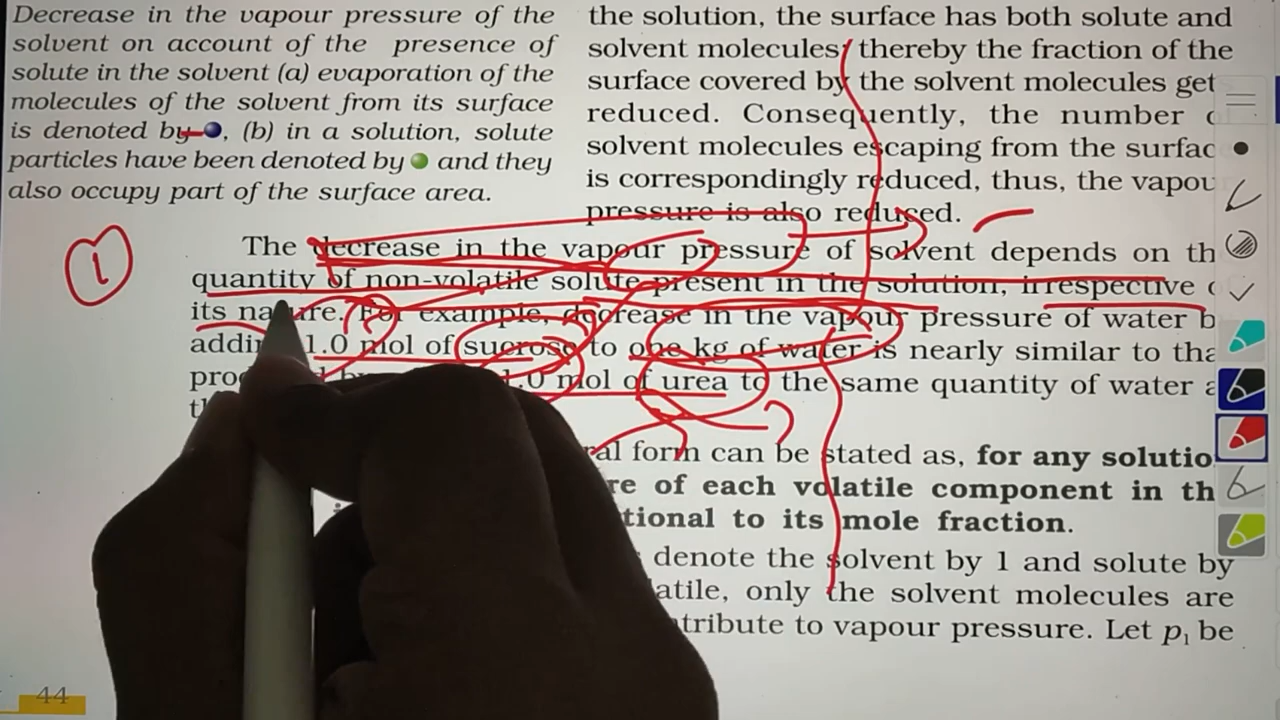 Decrease in the vapour pressure of the
solvent on account of the presence of
solute in the solvent (a) evaporation of the
molecules of the solvent from its surface
is denoted by , (b) in a solution, solute
particles have been denoted by and they
also occupy part of the surface area.
the solution, the surface has both solute and
solvent molecules; thereby the fraction of the
surface covered by the solvent molecules get
reduced. Consequently, the number
solvent molecules escaping from the surfac
is correspondingly reduced, thus, the vapou
pressure is also reduced.
1
The decrease in the vapour pressure of solvent depends on th
quantity of non-volatile solute present in the solution, irrespective
its nature. For example, decrease in the vapour pressure of water b
addin 1.0 mol of sucrose to one kg of water is nearly similar to tha
pro 1.0 mol of urea to the same quantity of water a
ral form can be stated as, for any solutio
re of each volatile component in th
tional to its mole fraction.
denote the solvent by 1 and solute by
atile, only the solvent molecules are
ntribute to vapour pressure. Let p1 be
44